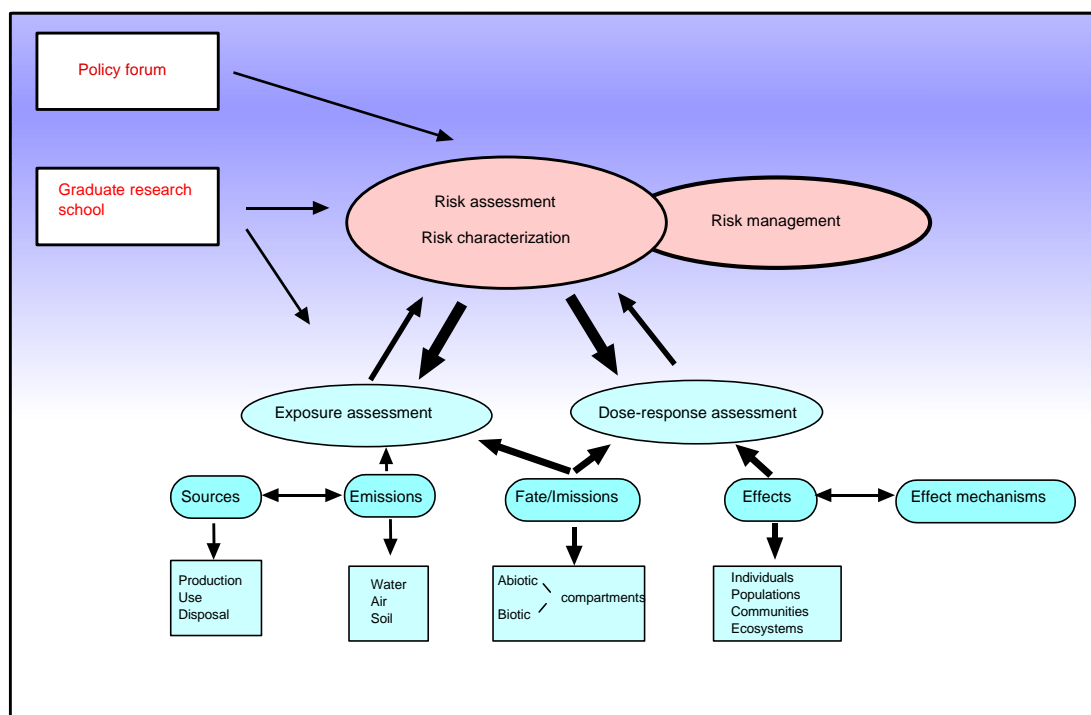 Policy forum
Graduate research
school
Risk assessment
Risk characterization
Risk management
Exposure assessment
Dose-response assessment
Sources
Emissions
Fate/Imissions
Effects
Effect mechanisms
Production
Use
Disposal
Water
Air
Soil
Abiotic
compartments
Biotic
Individuals
Populations
Communities
Ecosystems